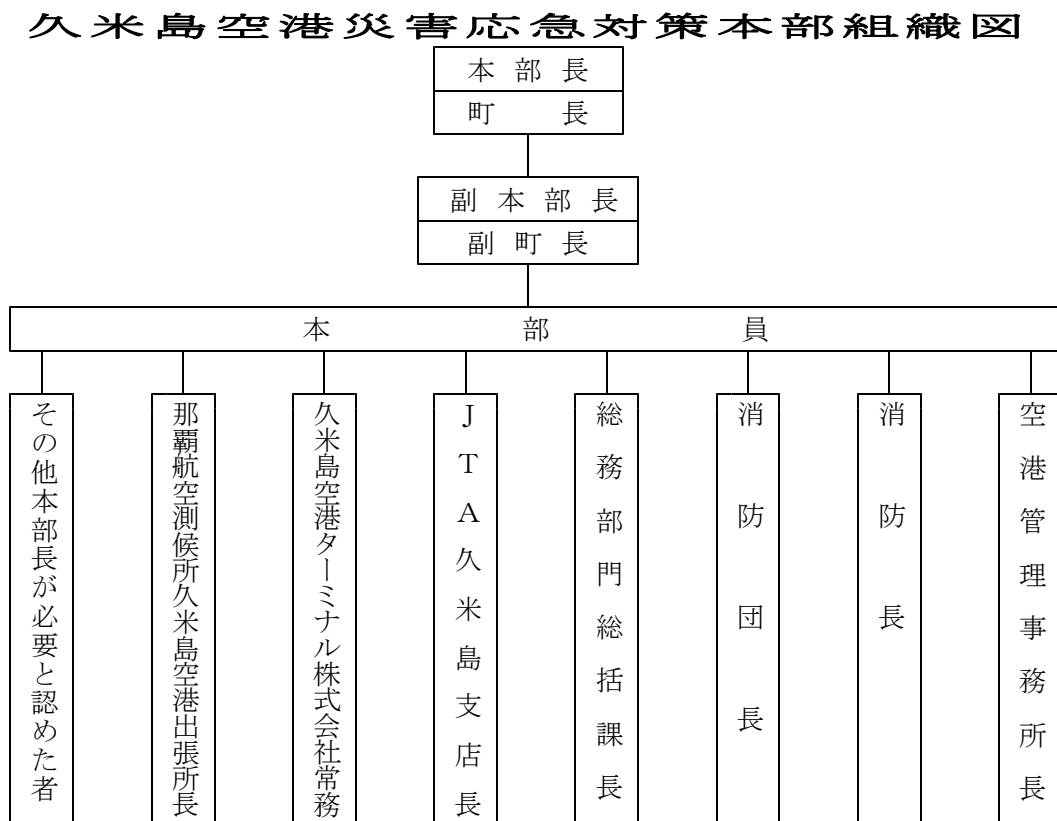 久米島空港災害応急対策本部組織図
本部長
町長
副本部長
副町長
本部員
空港管理事務所長
消防長
消防団長
総務部門総括課長
JTA久米島支店長
久米島空港ターミナル株式会社常務
那覇航空測候所久米島空港出張所長
その他本部長が必要と認めた者